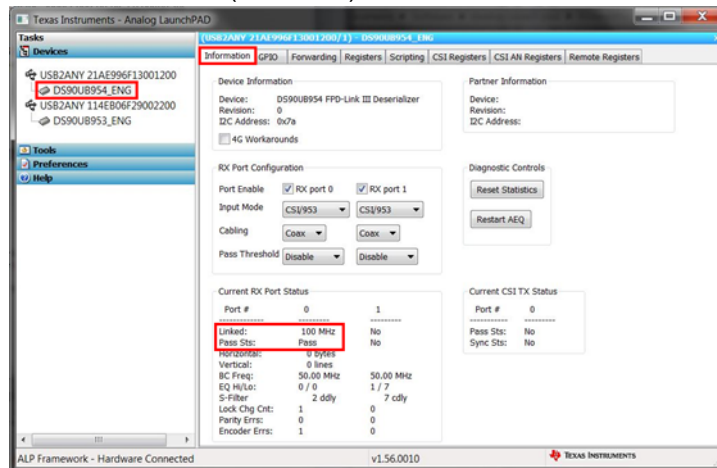 Texas Instruments - Analog LaunchPAD
Tasks
Devices
USB2ANY 21AE996F13001200
DS90UB954_ENG
USB2ANY 114EB06F29002200
DS90UB953_ENG
Tools
Preferences
Help
(USB2ANY 21AE996F13001200/1) - DS90UB954_ENG
Information GPIO Forwarding Registers Scripting CSI Registers CSI AN Registers Remote Registers
Device Information
Device: DS90UB954 FPD-Link III Deserializer
Revision: 0
I2C Address: 0x7a
4G Workarounds
Partner Information
Device:
Revision:
I2C Address:
RX Port Configuration
Port Enable RX port 0 RX port 1
Input Mode CSI/953 CSI/953
Cabling Coax Coax
Pass Threshold Disable Disable
Diagnostic Controls
Reset Statistics
Restart AEQ
Current RX Port Status
Port # 0 1
------------ --------- ---------
Linked: 100 MHz No
Pass Sts: Pass No
Horizontal: 0 bytes
Vertical: 0 lines
BC Freq: 50.00 MHz 50.00 MHz
EQ Hi/Lo: 0 / 0 1 / 7
S-Filter 2 ddly 7 cdly
Lock Chg Cnt: 1 0
Parity Errs: 0 0
Encoder Errs: 1 0
Current CSI TX Status
Port # 0
----------- ---------
Pass Sts: No
Sync Sts: No
ALP Framework - Hardware Connected
v1.56.0010
TEXAS INSTRUMENTS